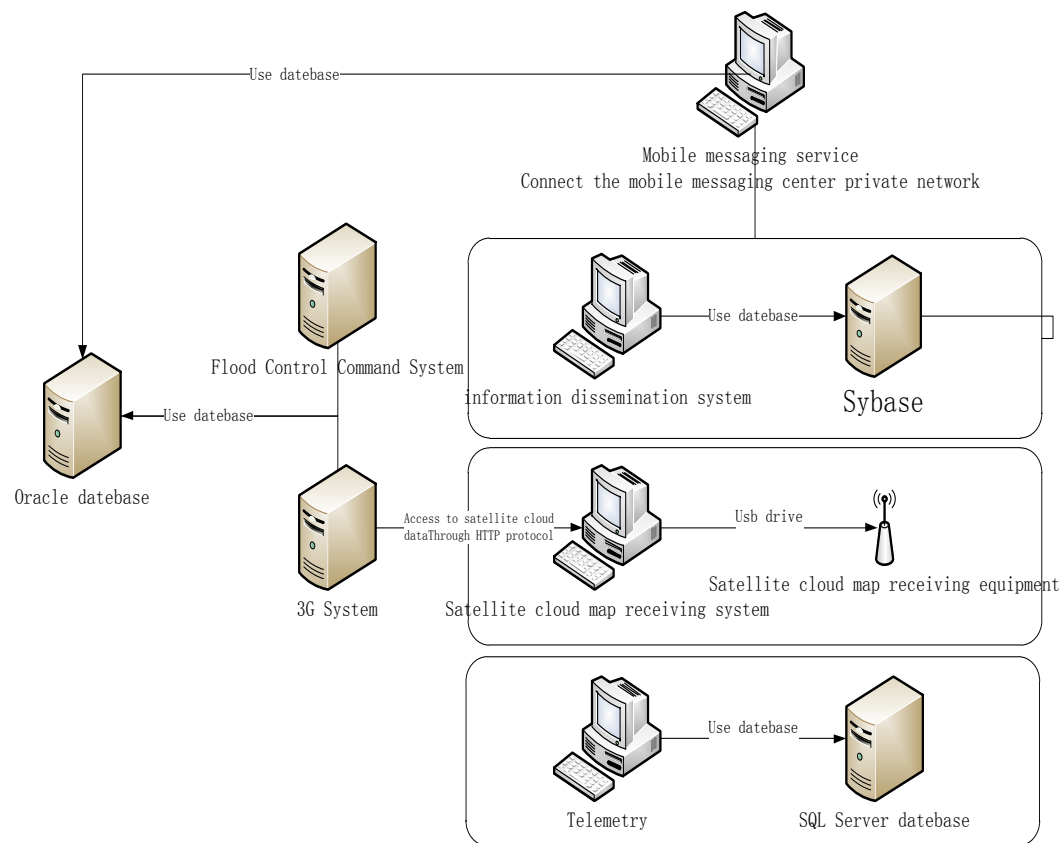 Use datebase
Mobile messaging service
Connect the mobile messaging center private network
Flood Control Command System
Use datebase
information dissemination system
Sybase
Use datebase
Oracle datebase
Access to satellite cloud
dataThrough HTTP protocol
Usb drive
3G System
Satellite cloud map receiving system
Satellite cloud map receiving equipment
Use datebase
Telemetry
SQL Server datebase